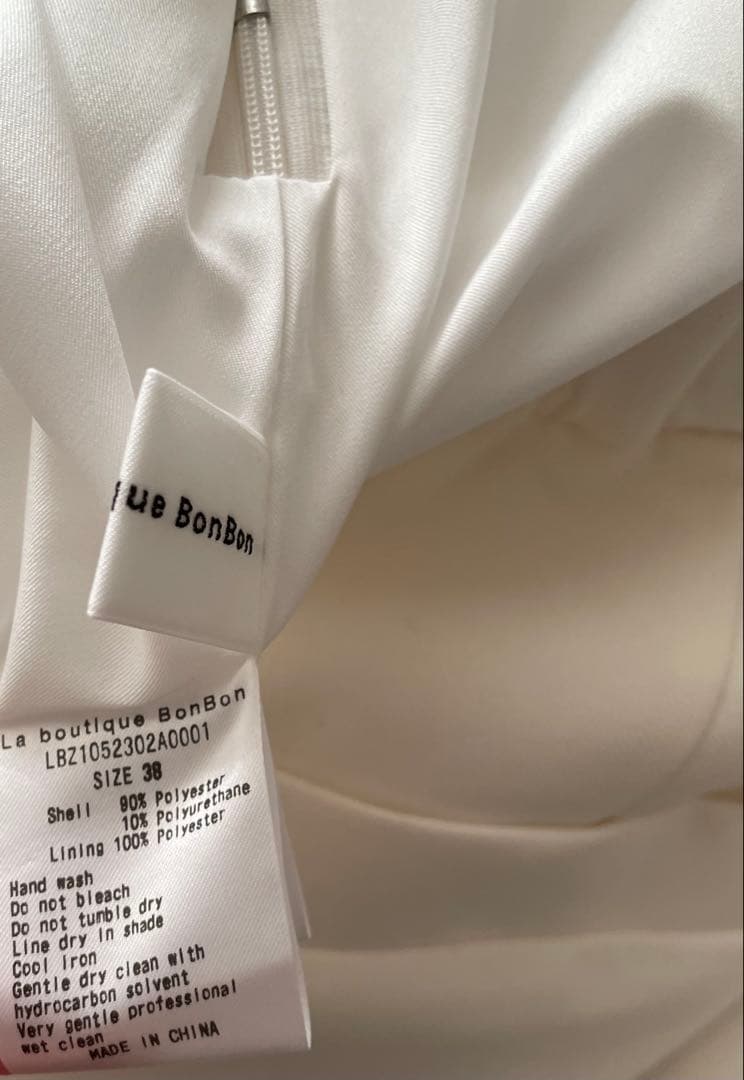 ue BonBon
La boutique BonBon
LBZ1052302A0001
SIZE 38
Shell 90% Polyester
10% Polyurethane
Lining 100% Polyester
Hand wash
Do not bleach
Do not tumble dry
Line dry in shade
Cool iron
Gentle dry clean with
hydrocarbon solvent
Very gentle professional
wet clean
MADE IN CHINA